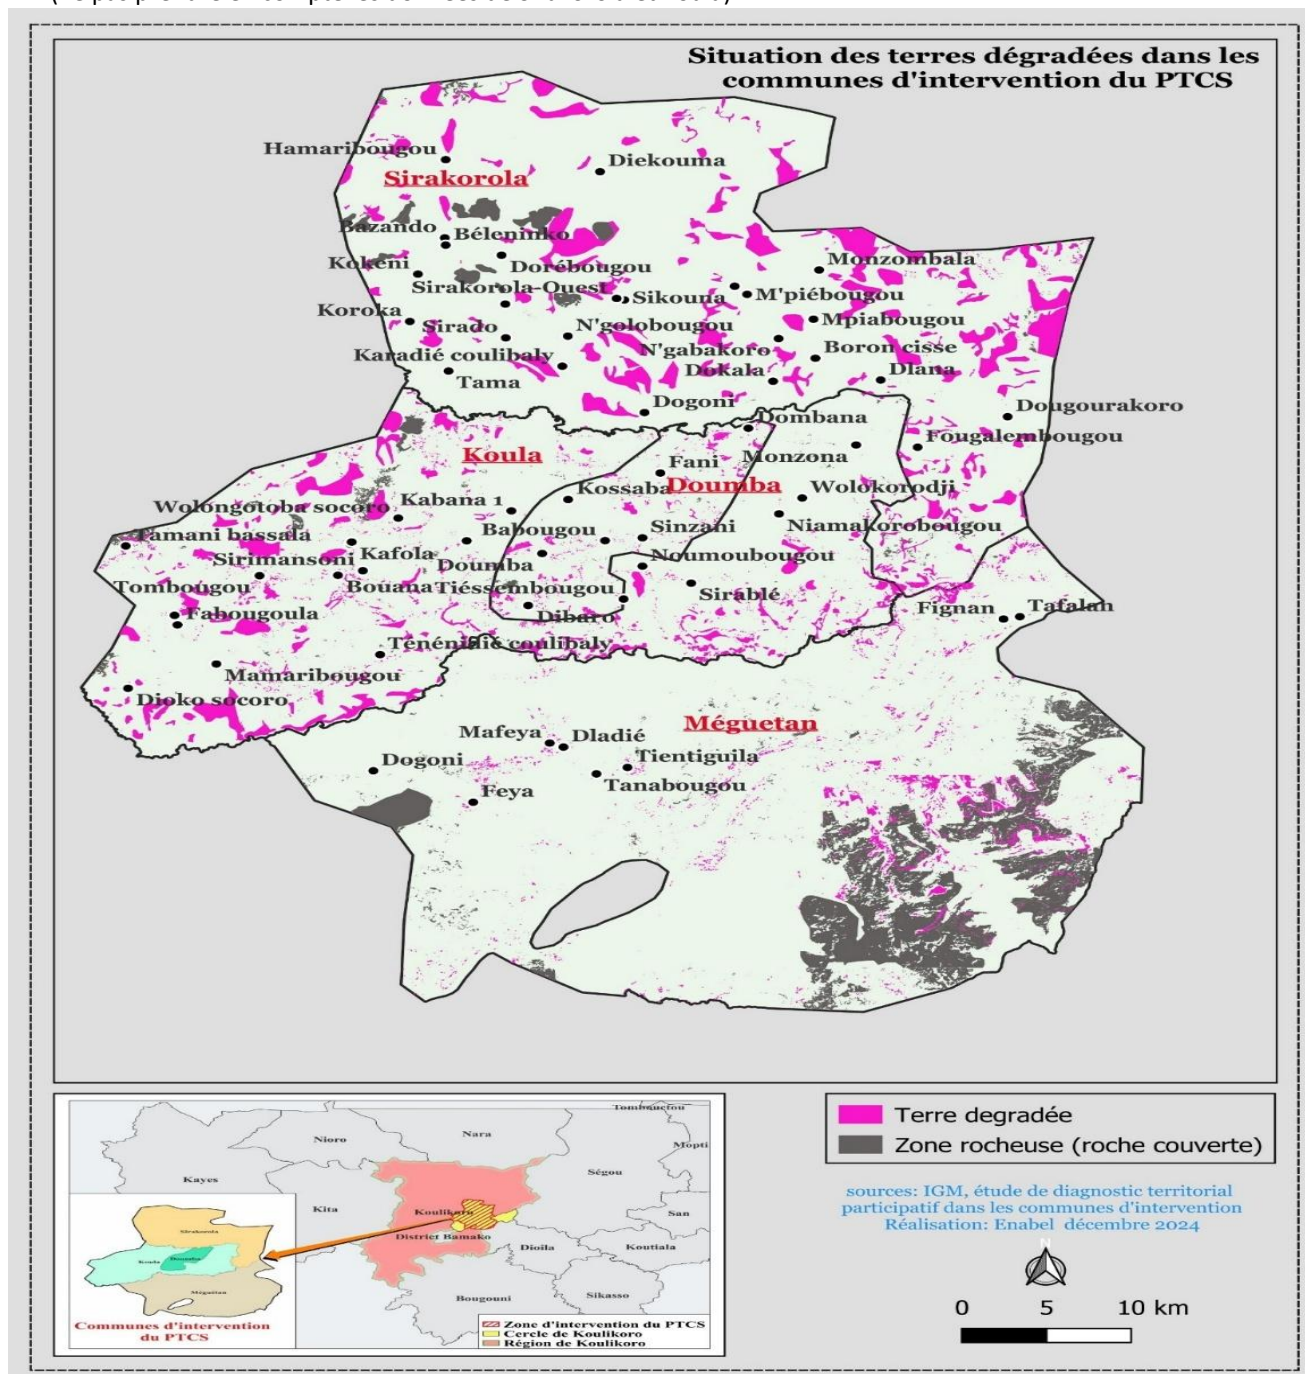 Situation des terres dégradées dans les
communes d'intervention du PTCS
Hamaribougou
Diekouma
Sirakorola
Bazando
Béleninko
Kokeni
Dorébougou
Monzombala
Sirakorola-Ouest
Sikouna
M'piébougou
Koroka
Sirado
N'golobougou
Mpiabougou
Karadié coulibaly
N'gabakoro
Boron cisse
Tama
Dokala
Dlana
Dogoni
Dombana
Dougourakoro
Koula
Monzona
Fougalembougou
Fani
Doumba
Wolongotoba socoro
Kabana 1
Kossaba
Wolokorodji
Tamani bassala
Babougou
Sinzani
Niamakorobougou
Sirimansoni
Kafola
Doumba
Noumoubougou
Tombougou
Bouana
Tiéssembougou
Sirablé
Fignan
Tafalan
Fabougoula
Dibaro
coulibaly
Mamaribougou
Dioko socoro
Méguetan
Mafeya
Dladié
Dogoni
Tientiguila
Feya
Tanabougou
Terre degradée
Zone rocheuse (roche couverte)
sources: IGM, étude de diagnostic territorial
participatif dans les communes d'intervention
Réalisation: Enabel décembre 2024
N
0 5 10 km
Tombouctou
Nioro
Nara
Mopti
Kayes
Ségou
Kita
Koulikoro
San
District Bamako
Dioila
Koutiala
Bougouni
Sikasso
Sirakorola
Koula
Doumba
Méguétan
Communes d'intervention
du PTCS
Zone d'intervention du PTCS
Cercle de Koulikoro
Région de Koulikoro